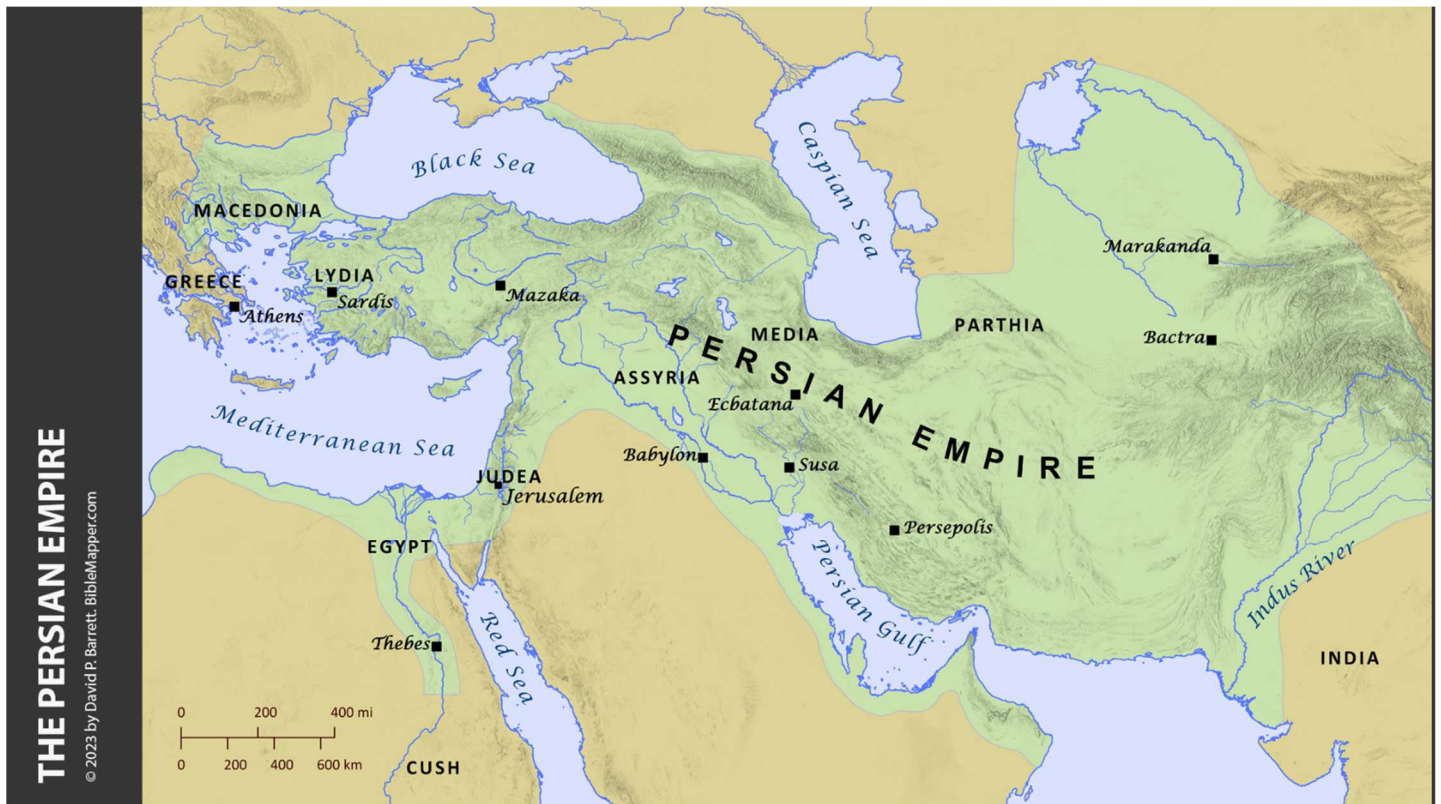 THE PERSIAN EMPIRE
© 2023 by David P. Barrett. BibleMapper.com
Black Sea
Caspian Sea
MACEDONIA
Marakanda
GREECE
LYDIA
Sardis
Mazaka
Athens
MEDIA
PARTHIA
Bactra
PERSIAN EMPIRE
ASSYRIA
Ecbatana
Mediterranean Sea
Babylon
Susa
JUDEA
Jerusalem
Persepolis
EGYPT
Persian Gulf
Indus River
Thebes
Red Sea
INDIA
0 200 400 mi
0 200 400 600 km
CUSH